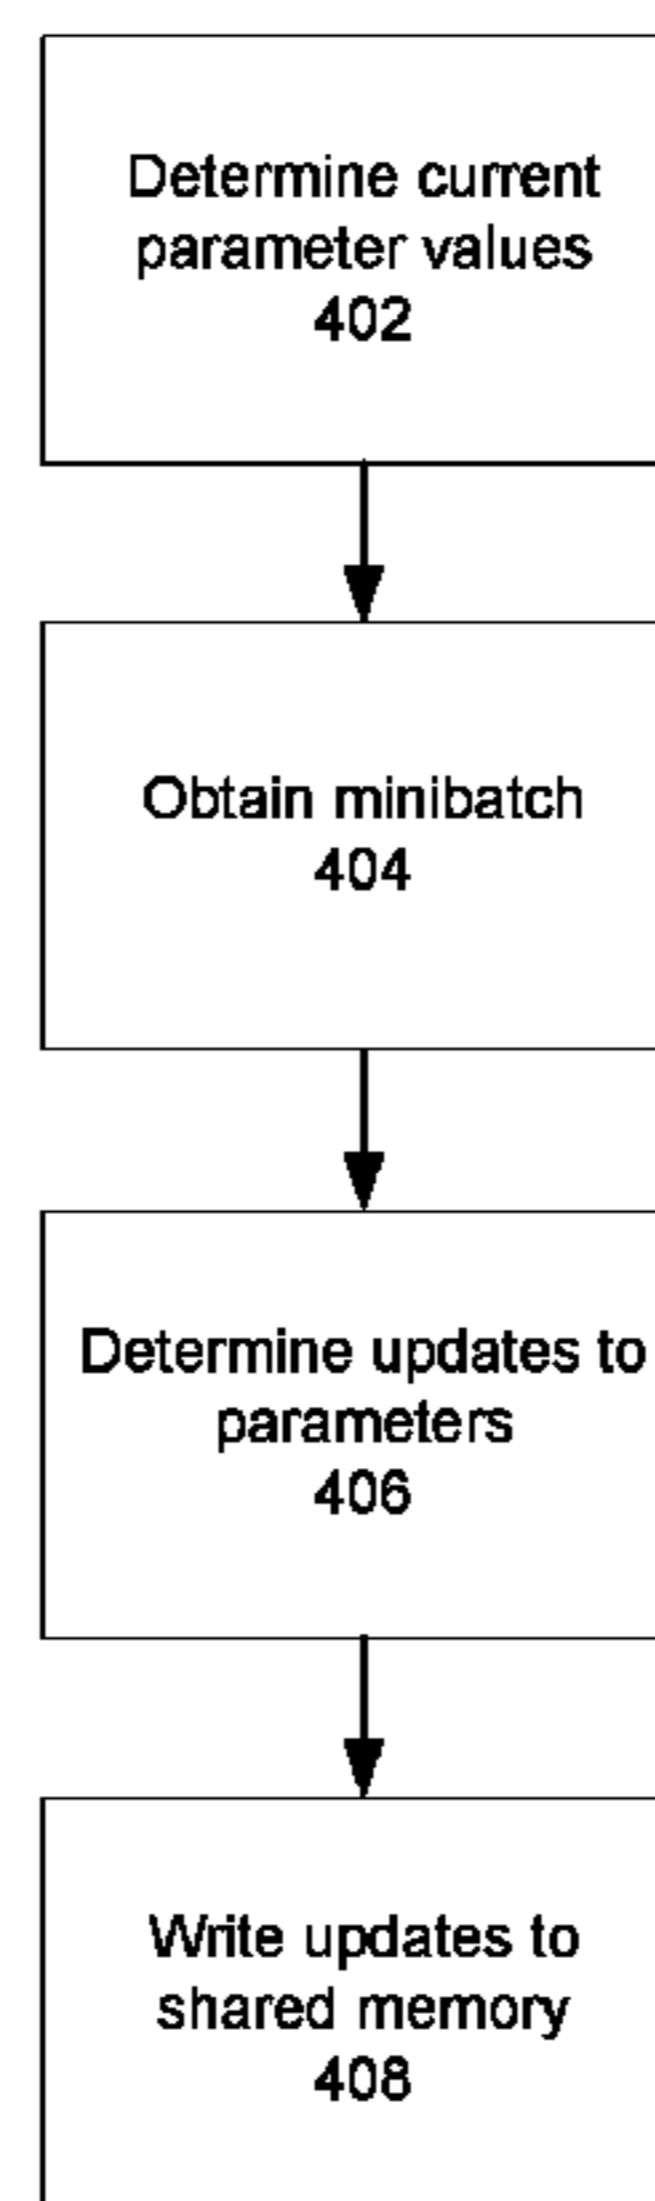 Determine current
parameter values
402
Obtain minibatch
404
Determine updates to
parameters
406
Write updates to
shared memory
408